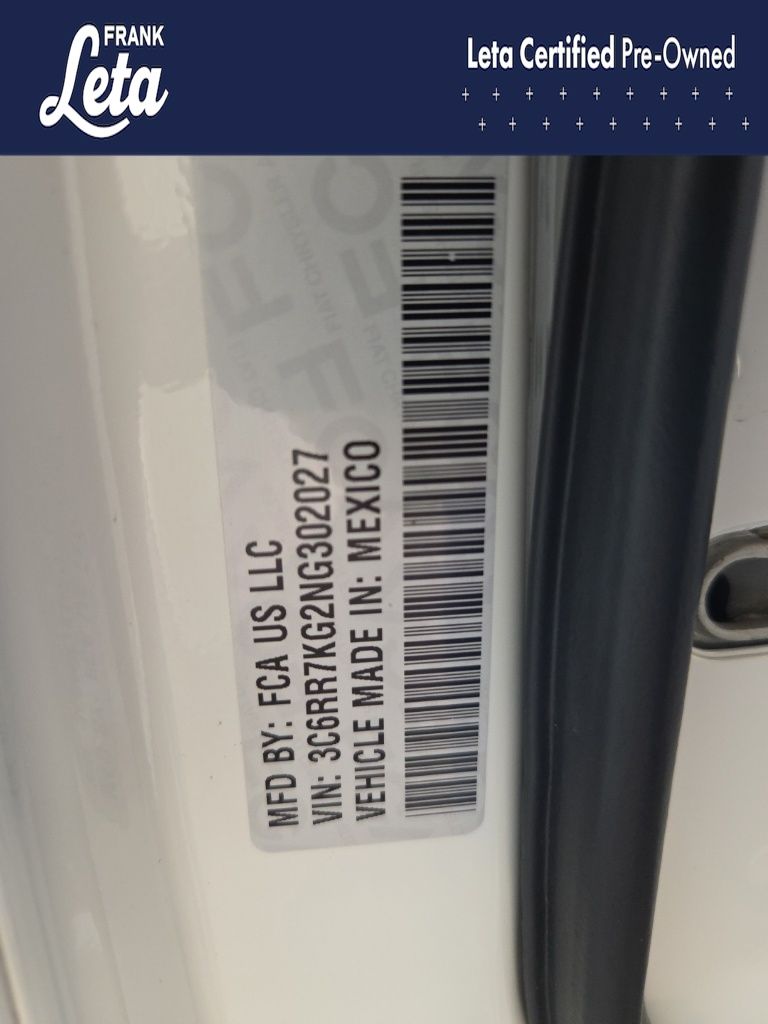 FRANK
Leta
Leta Certified Pre-Owned
MFD BY: FCA US LLC
VIN: 3C6RR7KG2NG302027
VEHICLE MADE IN: MEXICO